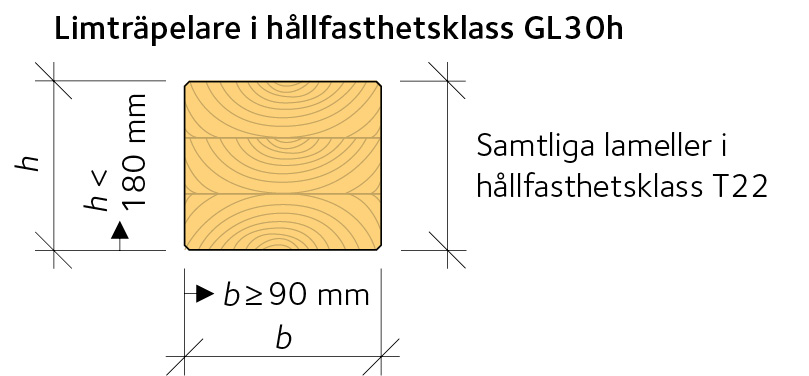 Limträpelare i hållfasthetsklass GL30h
h
h <
180 mm
Samtliga lameller i
hållfasthetsklass T22
b ≥ 90 mm
b